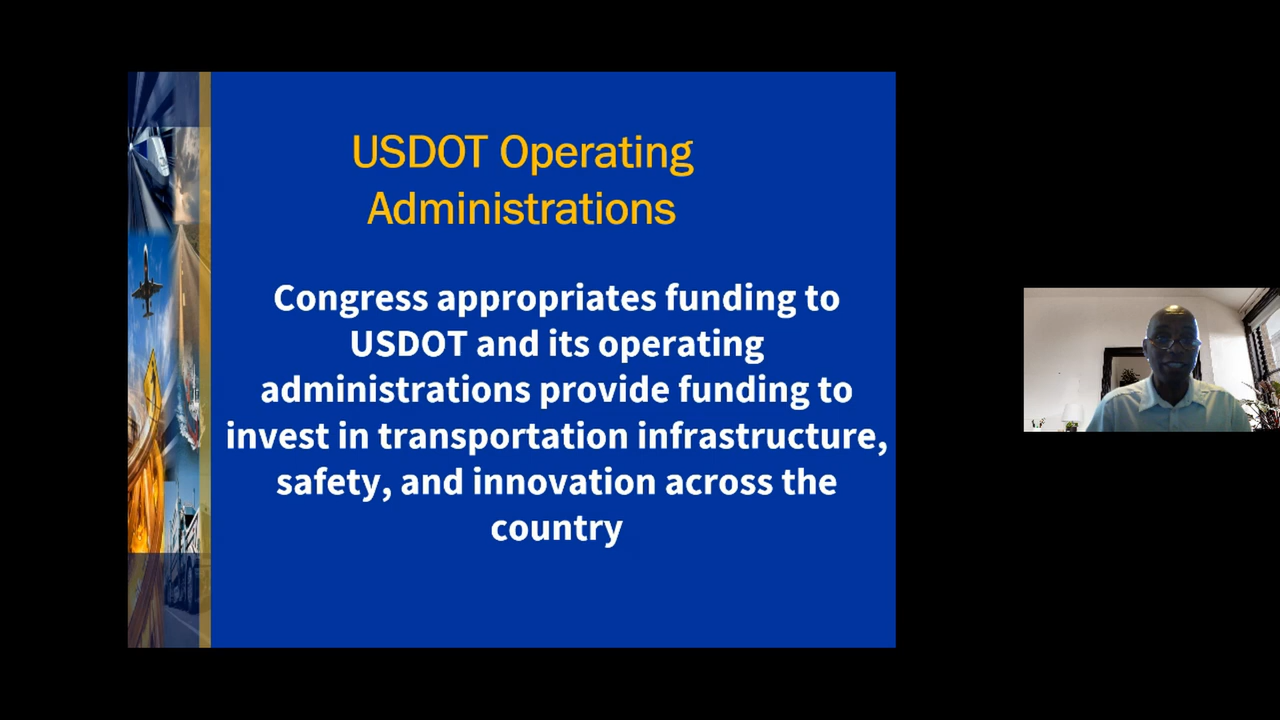 USDOT Operating
Administrations
Congress appropriates funding to
USDOT and its operating
administrations provide funding to
invest in transportation infrastructure,
safety, and innovation across the
country